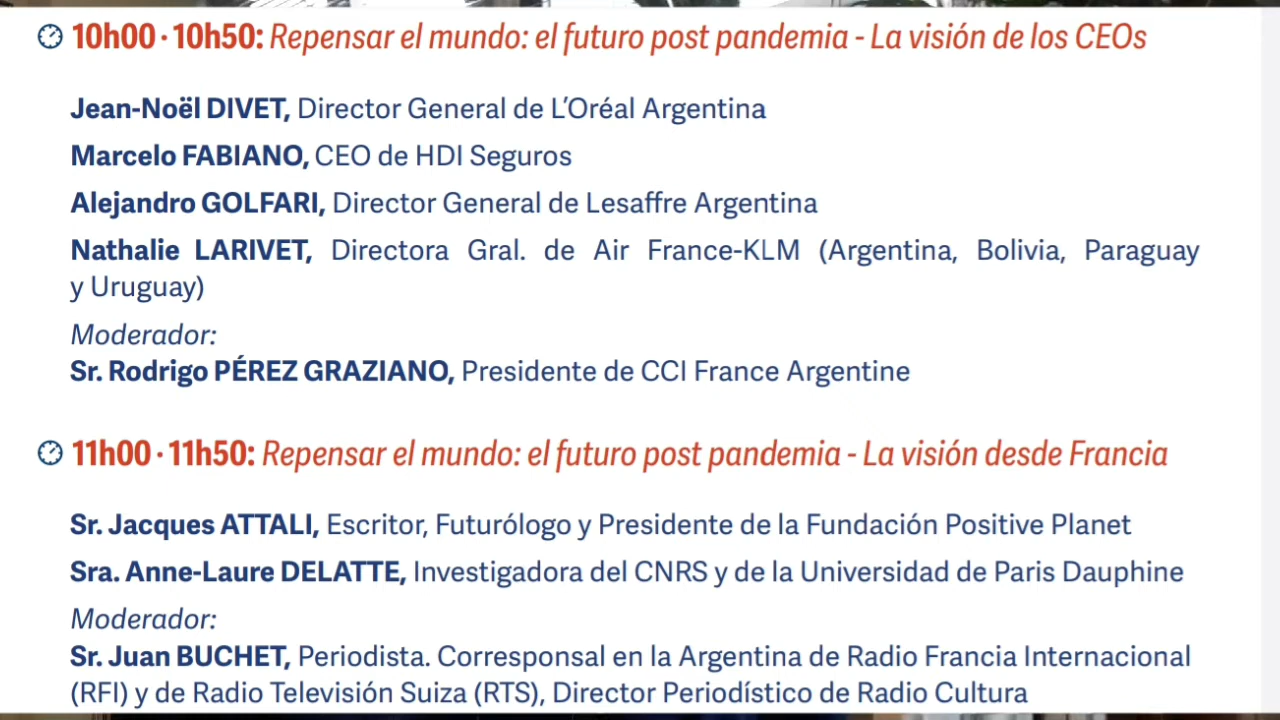 10h00 · 10h50: Repensar el mundo: el futuro post pandemia - La visión de los CEOs
Jean-Noël DIVET, Director General de L’Oréal Argentina
Marcelo FABIANO, CEO de HDI Seguros
Alejandro GOLFARI, Director General de Lesaffre Argentina
Nathalie LARIVET, Directora Gral. de Air France-KLM (Argentina, Bolivia, Paraguay
y Uruguay)
Moderador:
Sr. Rodrigo PÉREZ GRAZIANO, Presidente de CCI France Argentine
11h00 · 11h50: Repensar el mundo: el futuro post pandemia - La visión desde Francia
Sr. Jacques ATTALI, Escritor, Futurólogo y Presidente de la Fundación Positive Planet
Sra. Anne-Laure DELATTE, Investigadora del CNRS y de la Universidad de Paris Dauphine
Moderador:
Sr. Juan BUCHET, Periodista. Corresponsal en la Argentina de Radio Francia Internacional
(RFI) y de Radio Televisión Suiza (RTS), Director Periodístico de Radio Cultura